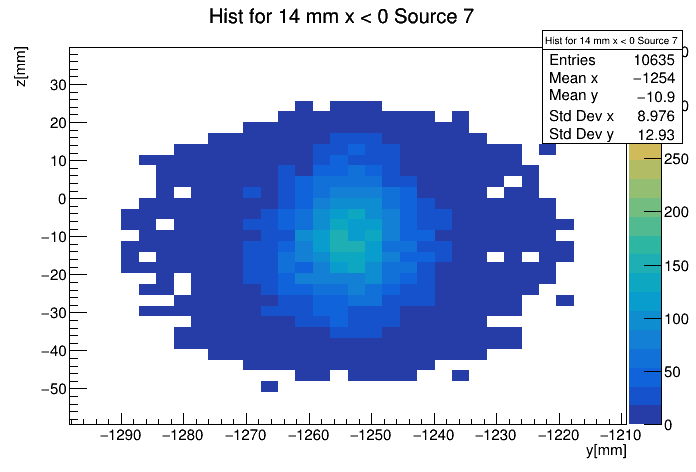 Hist for 14 mm x < 0 Source 7
z[mm]
Hist for 14 mm x < 0 Source 7
Entries 10635
Mean x −1254
Mean y −10.9
Std Dev x 8.976
Std Dev y 12.93
30
20
10
0
−10
−20
−30
−40
−50
−1290 −1280 −1270 −1260 −1250 −1240 −1230 −1220 −1210
y[mm]
0
250
200
150
100
50
0